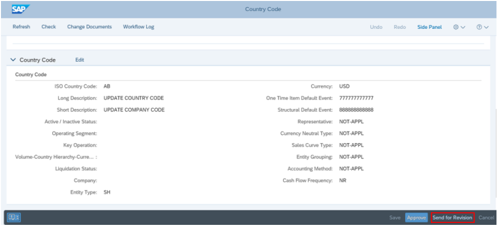 SAP
Country Code
Refresh Check Change Documents Workflow Log Undo Redo Side Panel
Country Code Edit
Country Code
ISO Country Code: AB
Long Description: UPDATE COUNTRY CODE
Short Description: UPDATE COMPANY CODE
Active / Inactive Status:
Operating Segment:
Key Operation:
Volume-Country Hierarchy-Curre... :
Liquidation Status:
Company:
Entity Type: SH
Currency: USD
One Time Item Default Event: 777777777777
Structural Default Event: 888888888888
Representative: NOT-APPL
Currency Neutral Type: NOT-APPL
Sales Curve Type: NOT-APPL
Entity Grouping: NOT-APPL
Accounting Method: NOT-APPL
Cash Flow Frequency: NR
Save Approve Send for Revision Cancel